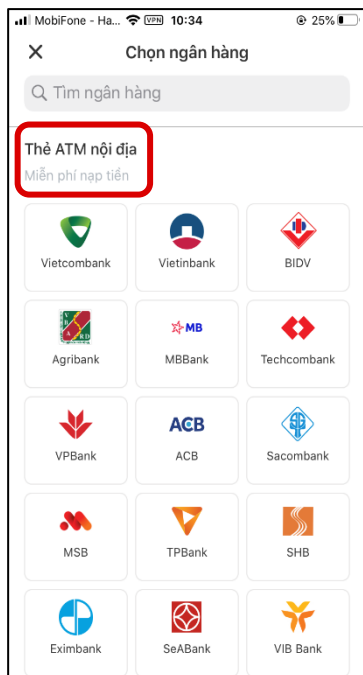 MobiFone - Ha... VPN 10:34 25%
Chọn ngân hàng
Tìm ngân hàng
Thẻ ATM nội địa
Miễn phí nạp tiền
Vietcombank Vietinbank BIDV
MB
Agribank MBBank Techcombank
ACB
VPBank ACB Sacombank
MSB TPBank SHB
Eximbank SeABank VIB Bank